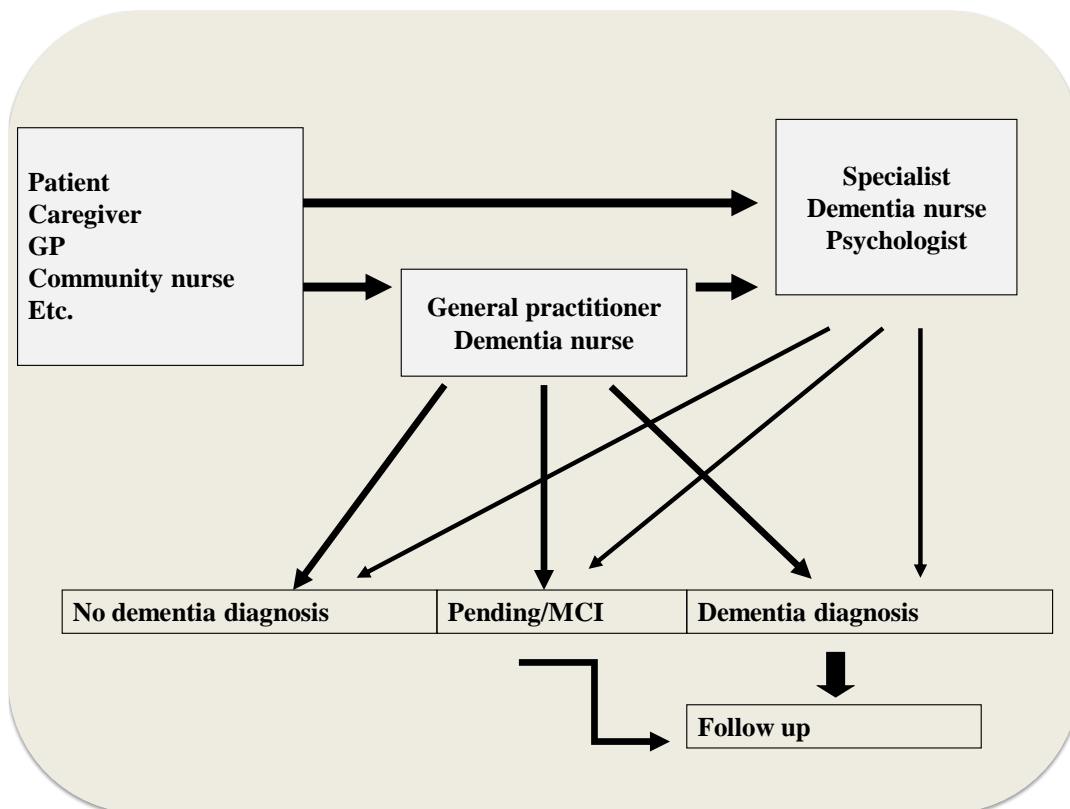 Patient
Caregiver
GP
Community nurse
Etc.
Specialist
Dementia nurse
Psychologist
General practitioner
Dementia nurse
No dementia diagnosis
Pending/MCI
Dementia diagnosis
Follow up